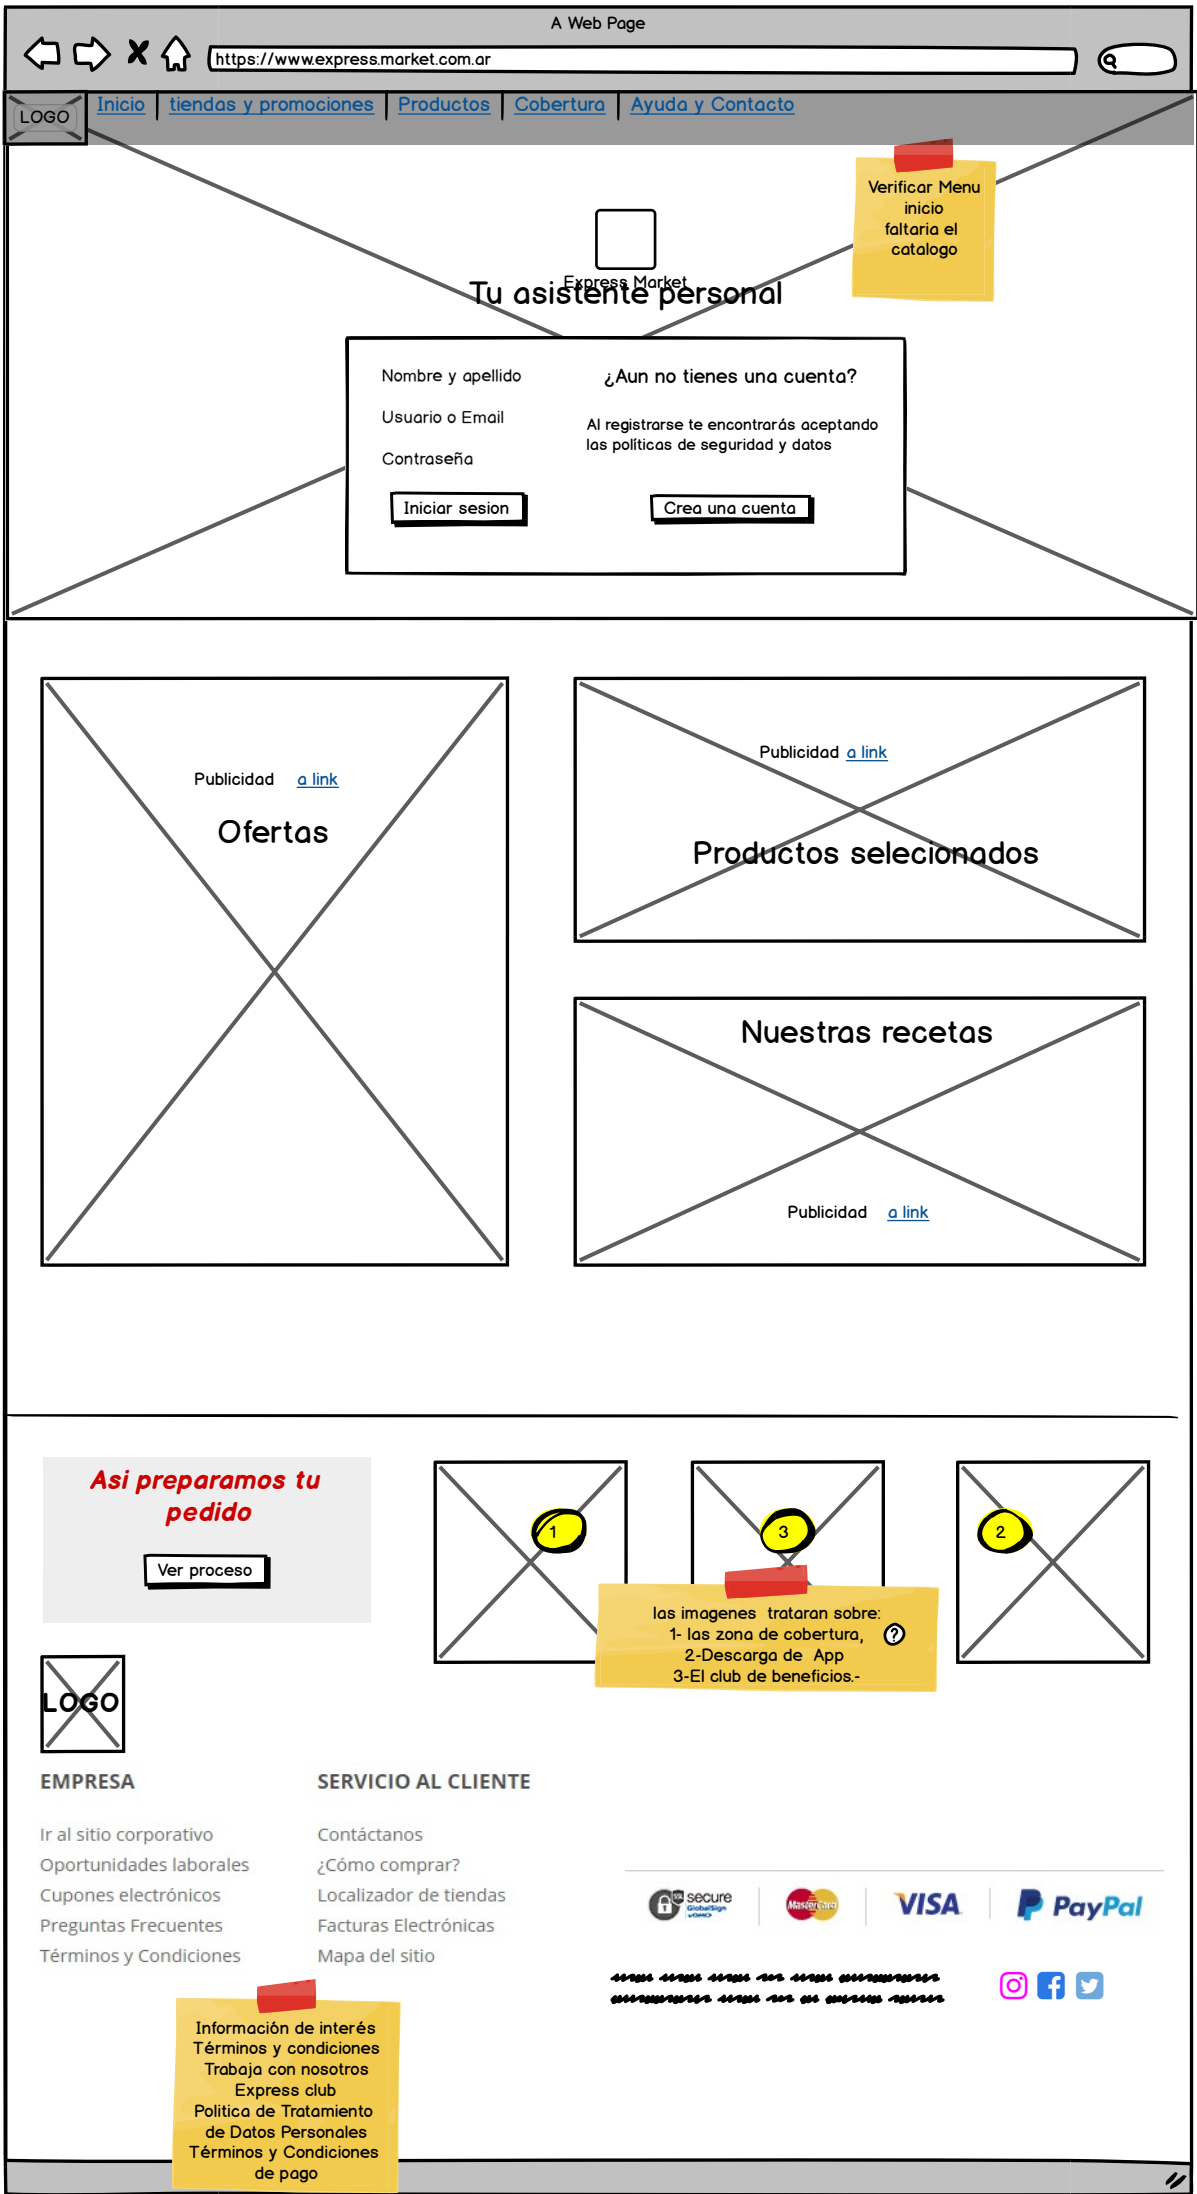 A Web Page
https://www.express.market.com.ar
LOGO
Inicio | tiendas y promociones | Productos | Cobertura | Ayuda y Contacto
Verificar Menu
inicio
faltaria el
catalogo
Express Market
Tu asistente personal
Nombre y apellido
Usuario o Email
Contraseña
Iniciar sesion
¿Aun no tienes una cuenta?
Al registrarse te encontrarás aceptando
las políticas de seguridad y datos
Crea una cuenta
Publicidad a link
Ofertas
Publicidad a link
Productos selecionados
Nuestras recetas
Publicidad a link
Asi preparamos tu
pedido
Ver proceso
1
3
2
las imagenes trataran sobre:
1- las zona de cobertura,
2-Descarga de App
3-El club de beneficios.-
?
LOGO
EMPRESA
Ir al sitio corporativo
Oportunidades laborales
Cupones electrónicos
Preguntas Frecuentes
Términos y Condiciones
SERVICIO AL CLIENTE
Contáctanos
¿Cómo comprar?
Localizador de tiendas
Facturas Electrónicas
Mapa del sitio
secure
GlobalSign
MasterCard
VISA
PayPal
Información de interés
Términos y condiciones
Trabaja con nosotros
Express club
Politica de Tratamiento
de Datos Personales
Términos y Condiciones
de pago